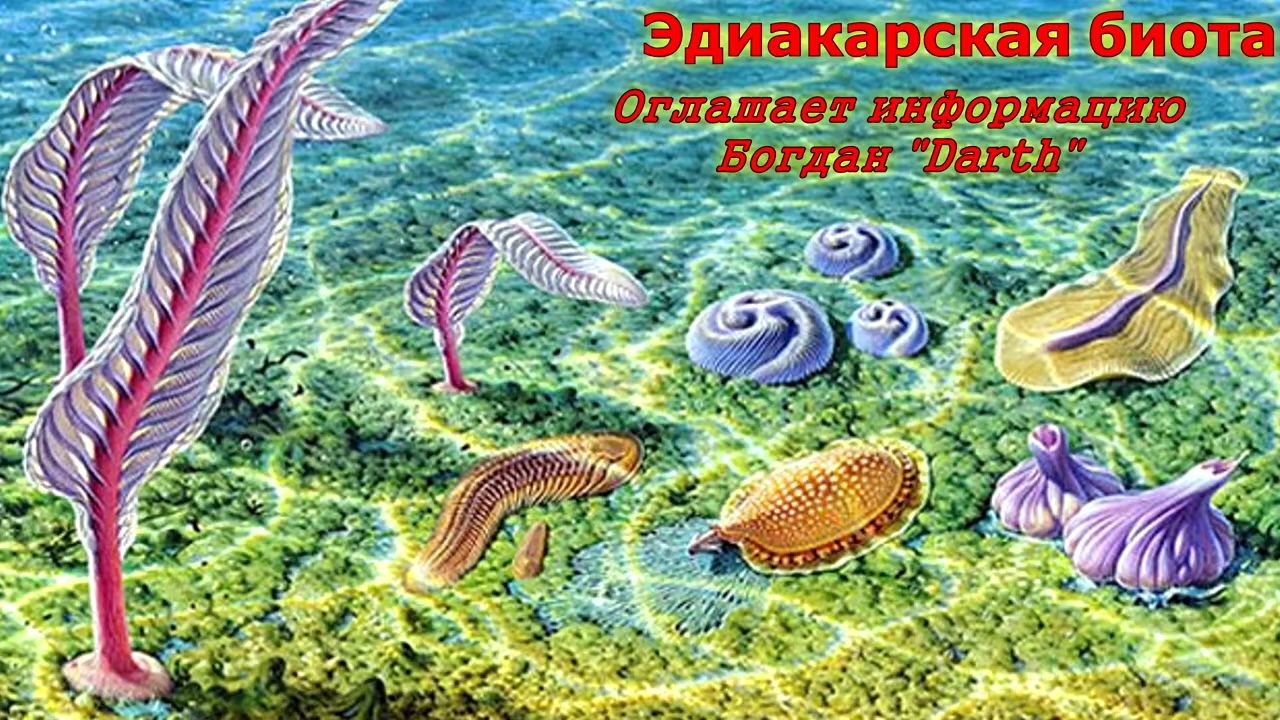 Эдиакарская биота
Оглашает информацию
Богдан "Darth"